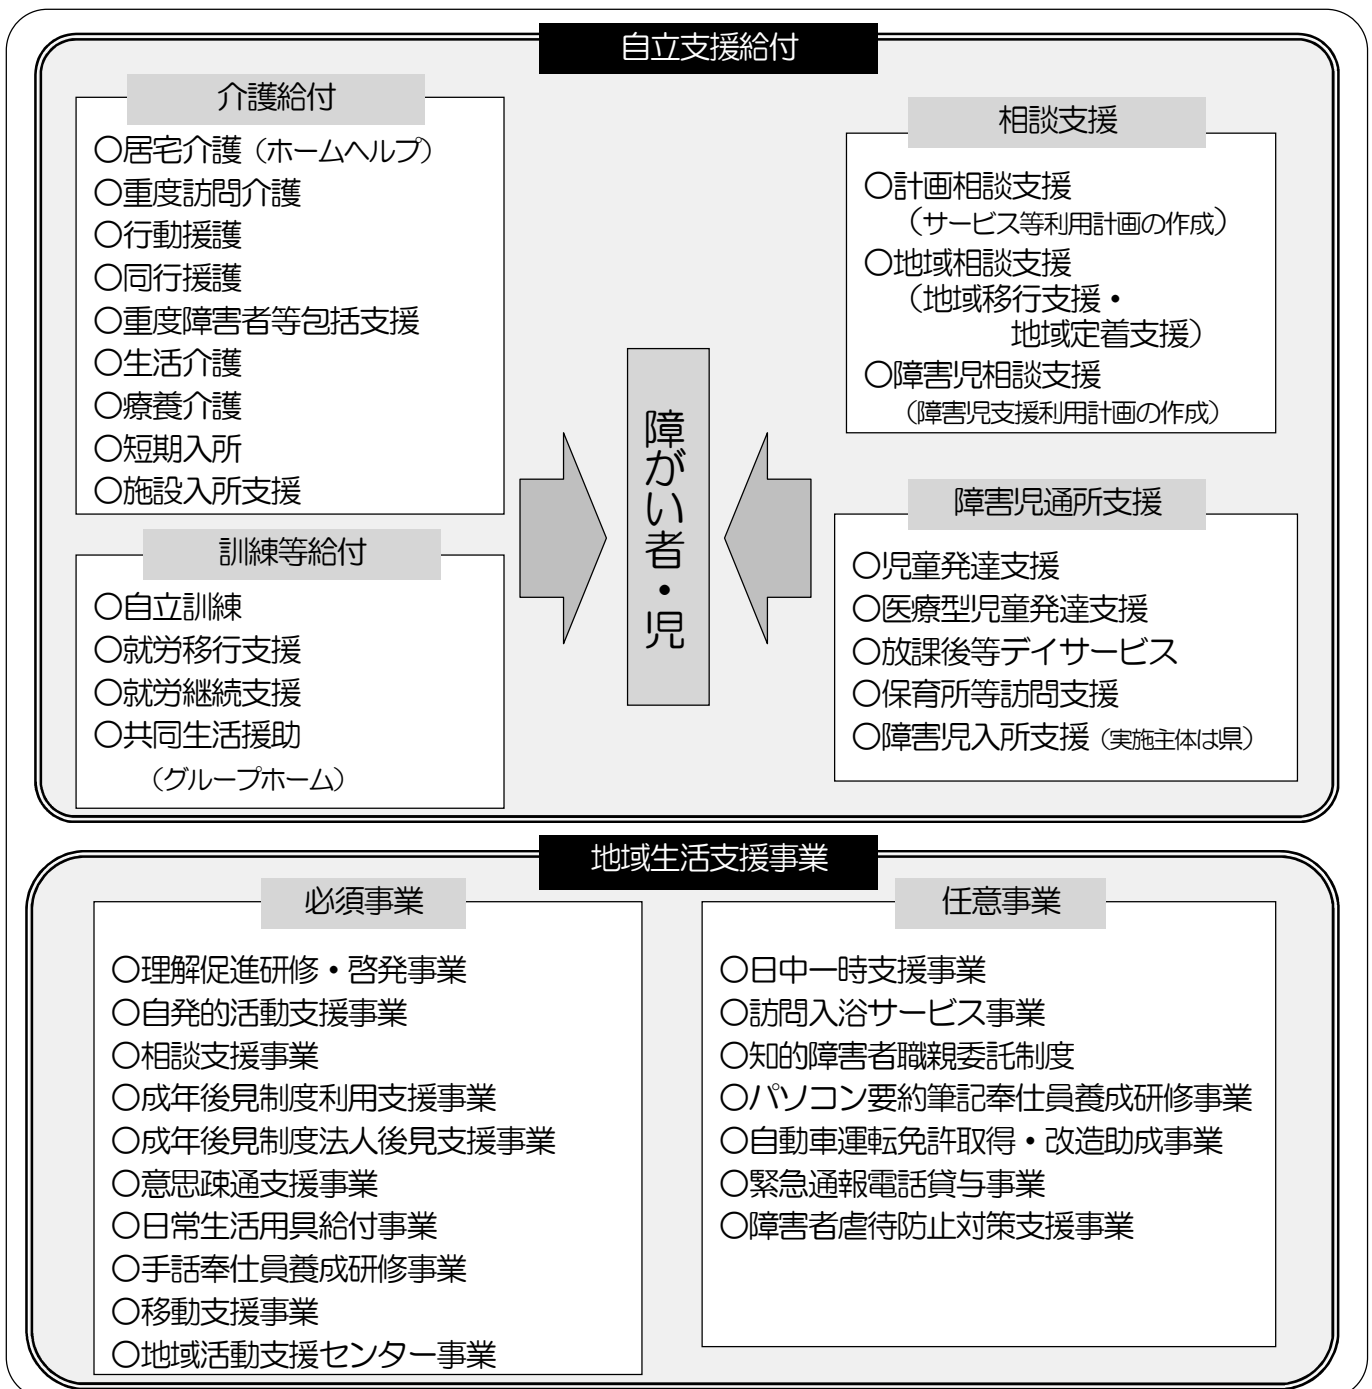 自立支援給付
介護給付
○居宅介護（ホームヘルプ）
○重度訪問介護
○行動援護
○同行援護
○重度障害者等包括支援
○生活介護
○療養介護
○短期入所
○施設入所支援
訓練等給付
○自立訓練
○就労移行支援
○就労継続支援
○共同生活援助
（グループホーム）
障がい者・児
相談支援
○計画相談支援
（サービス等利用計画の作成）
○地域相談支援
（地域移行支援・
地域定着支援）
○障害児相談支援
（障害児支援利用計画の作成）
障害児通所支援
○児童発達支援
○医療型児童発達支援
○放課後等デイサービス
○保育所等訪問支援
○障害児入所支援（実施主体は県）
地域生活支援事業
必須事業
○理解促進研修・啓発事業
○自発的活動支援事業
○相談支援事業
○成年後見制度利用支援事業
○成年後見制度法人後見支援事業
○意思疎通支援事業
○日常生活用具給付事業
○手話奉仕員養成研修事業
○移動支援事業
○地域活動支援センター事業
任意事業
○日中一時支援事業
○訪問入浴サービス事業
○知的障害者職親委託制度
○パソコン要約筆記奉仕員養成研修事業
○自動車運転免許取得・改造助成事業
○緊急通報電話貸与事業
○障害者虐待防止対策支援事業